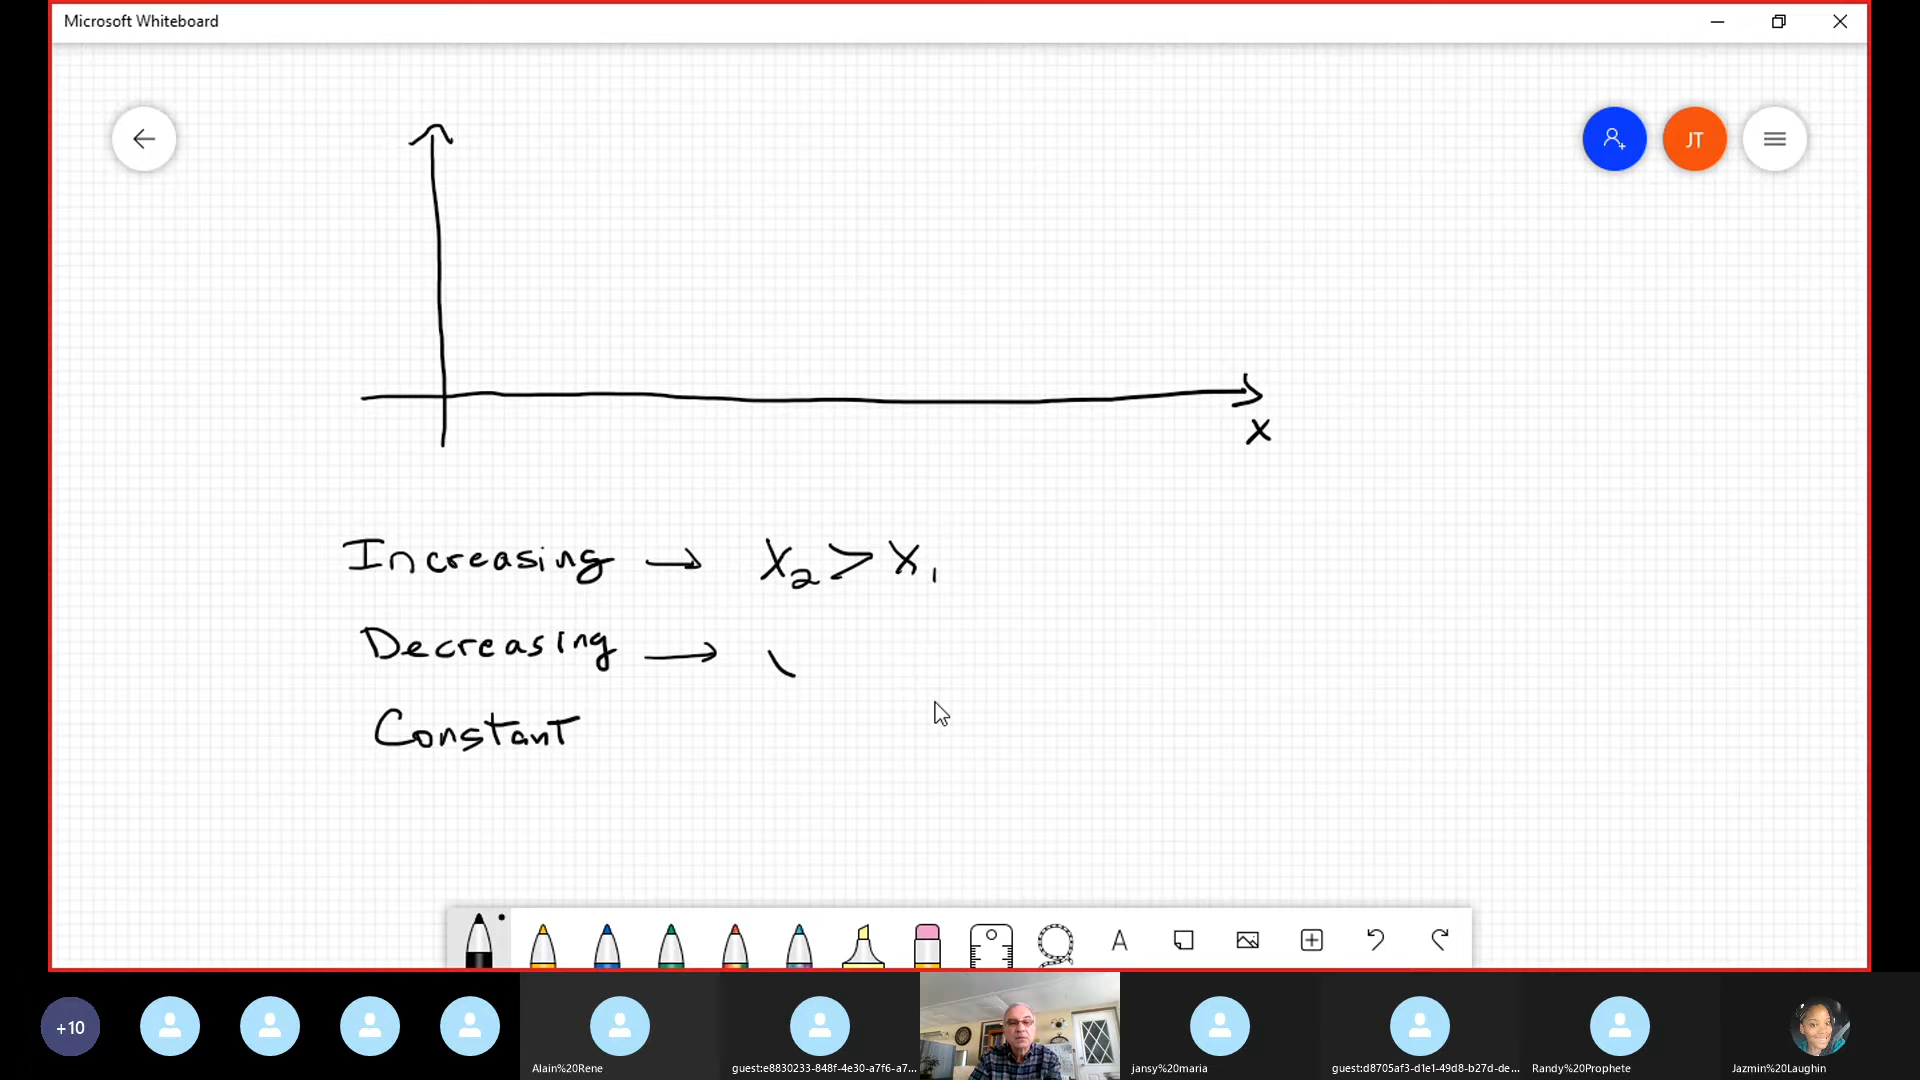 Microsoft Whiteboard
JT
x
Increasing → x₂ > x₁
Decreasing →
Constant
A
+10
Alain%20Rene
guest:e8830233-848f-4e30-a7f6-a7...
jansy%20maria
guest:d8705af3-d1e1-49d8-b27d-de...
Randy%20Prophete
Jazmin%20Laughin